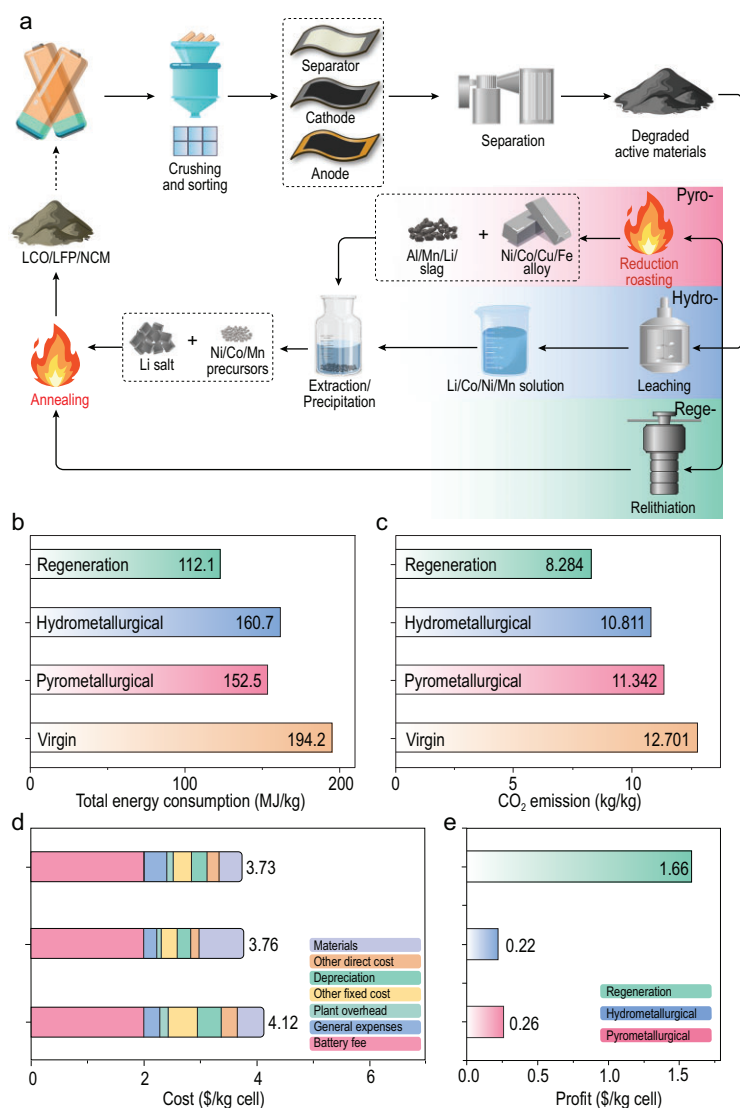 a
Separator
Cathode
Anode
Crushing
and sorting
Separation
Degraded
active materials
LCO/LFP/NCM
Pyro-
Al/Mn/Li/
slag
+
Ni/Co/Cu/Fe
alloy
Reduction
roasting
Hydro-
Annealing
Li salt
+
Ni/Co/Mn
precursors
Extraction/
Precipitation
Li/Co/Ni/Mn solution
Leaching
Rege-
Relithiation
b
Regeneration 112.1
Hydrometallurgical 160.7
Pyrometallurgical 152.5
Virgin 194.2
0 100 200
Total energy consumption (MJ/kg)
c
Regeneration 8.284
Hydrometallurgical 10.811
Pyrometallurgical 11.342
Virgin 12.701
0 5 10
CO2 emission (kg/kg)
d
3.73
3.76
4.12
Materials
Other direct cost
Depreciation
Other fixed cost
Plant overhead
General expenses
Battery fee
0 2 4 6
Cost ($/kg cell)
e
1.66
0.22
0.26
Regeneration
Hydrometallurgical
Pyrometallurgical
0.0 0.5 1.0 1.5
Profit ($/kg cell)